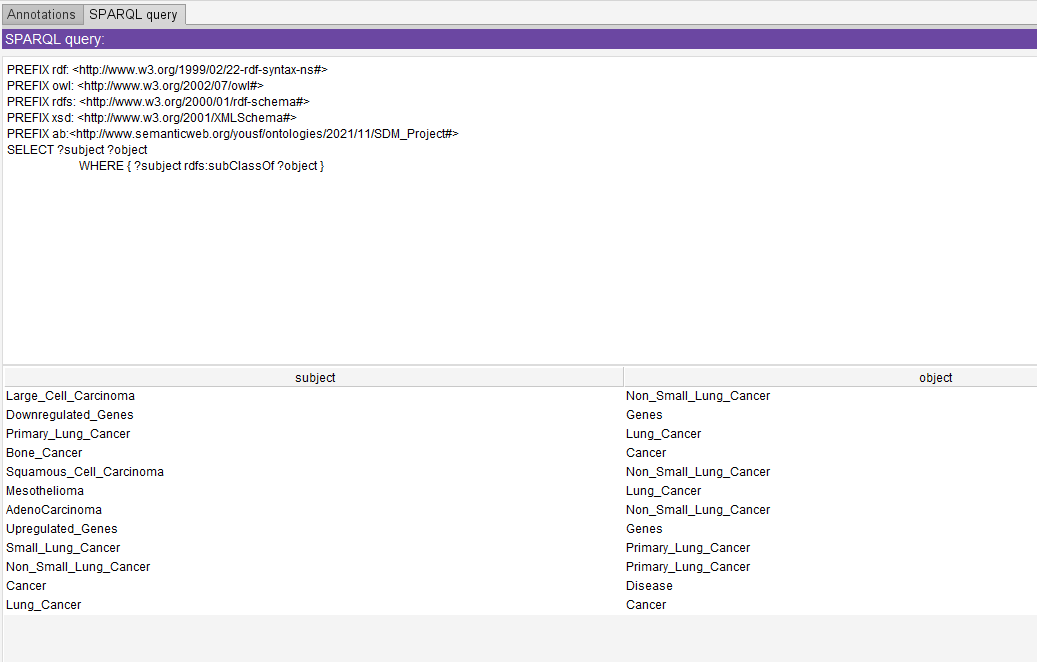 Annotations SPARQL query
SPARQL query:
PREFIX rdf: <http://www.w3.org/1999/02/22-rdf-syntax-ns#>
PREFIX owl: <http://www.w3.org/2002/07/owl#>
PREFIX rdfs: <http://www.w3.org/2000/01/rdf-schema#>
PREFIX xsd: <http://www.w3.org/2001/XMLSchema#>
PREFIX ab:<http://www.semanticweb.org/yousf/ontologies/2021/11/SDM_Project#>
SELECT ?subject ?object
WHERE { ?subject rdfs:subClassOf ?object }
subject object
Large_Cell_Carcinoma Non_Small_Lung_Cancer
Downregulated_Genes Genes
Primary_Lung_Cancer Lung_Cancer
Bone_Cancer Cancer
Squamous_Cell_Carcinoma Non_Small_Lung_Cancer
Mesothelioma Lung_Cancer
AdenoCarcinoma Non_Small_Lung_Cancer
Upregulated_Genes Genes
Small_Lung_Cancer Primary_Lung_Cancer
Non_Small_Lung_Cancer Primary_Lung_Cancer
Cancer Disease
Lung_Cancer Cancer